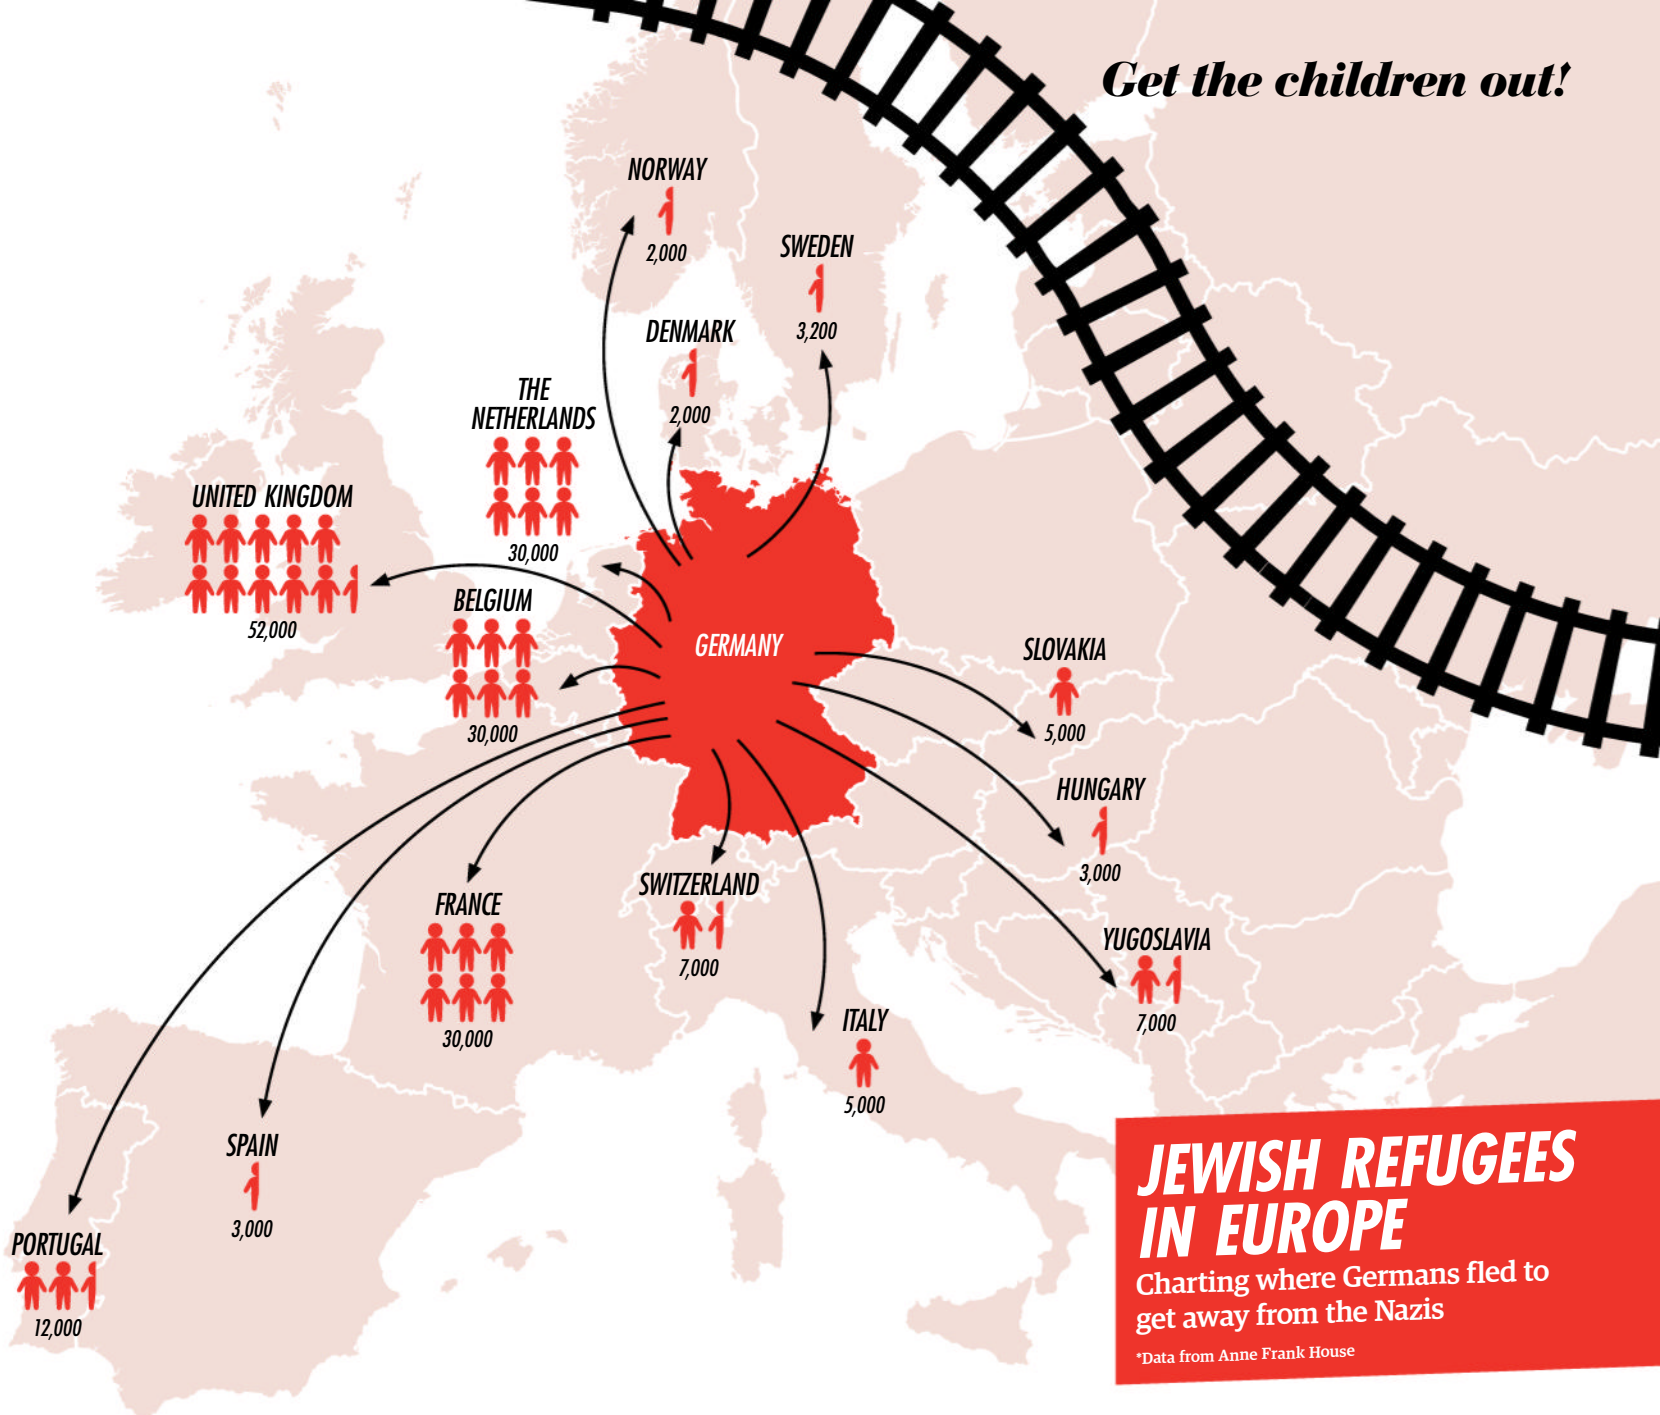 Get the children out!
NORWAY
2,000
SWEDEN
3,200
DENMARK
2,000
THE
NETHERLANDS
30,000
UNITED KINGDOM
52,000
BELGIUM
30,000
GERMANY
SLOVAKIA
5,000
HUNGARY
3,000
SWITZERLAND
7,000
FRANCE
30,000
YUGOSLAVIA
7,000
ITALY
5,000
SPAIN
3,000
PORTUGAL
12,000
JEWISH REFUGEES
IN EUROPE
Charting where Germans fled to
get away from the Nazis
*Data from Anne Frank House